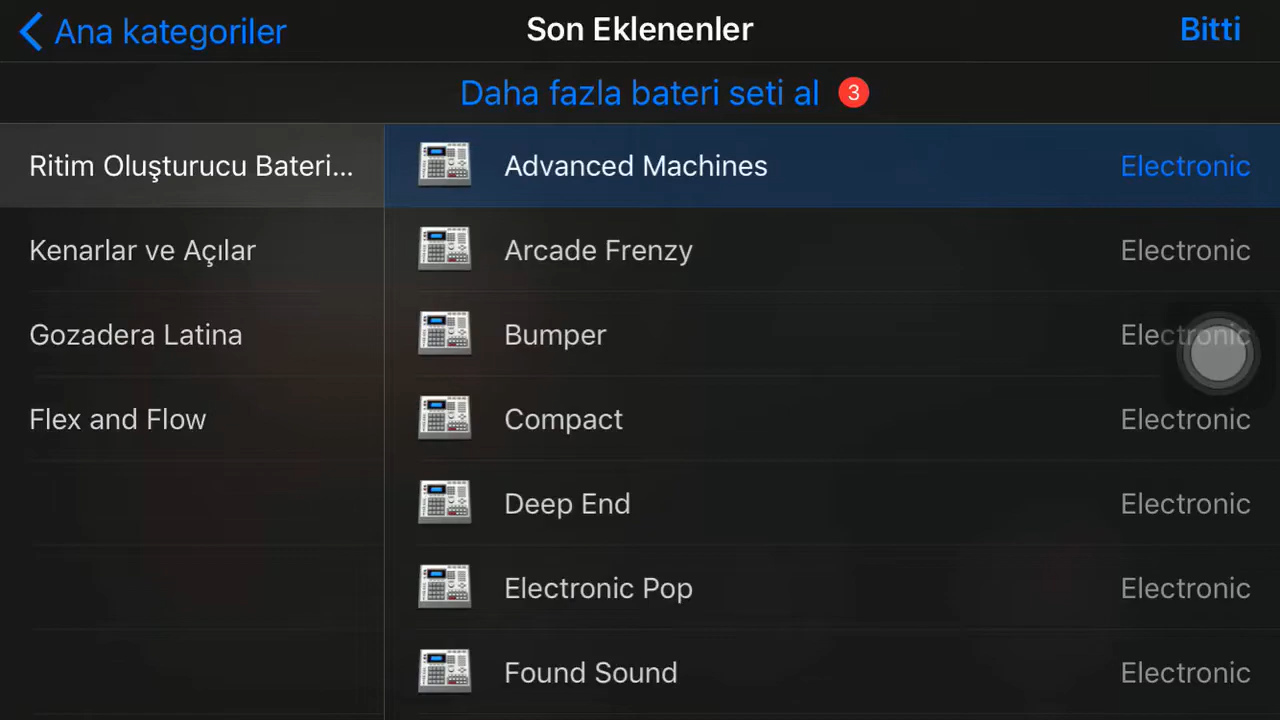 Ana kategoriler
Son Eklenenler
Bitti
Daha fazla bateri seti al 3
Ritim Oluşturucu Bateri...
Kenarlar ve Açılar
Gozadera Latina
Flex and Flow
Advanced Machines Electronic
Arcade Frenzy Electronic
Bumper Electronic
Compact Electronic
Deep End Electronic
Electronic Pop Electronic
Found Sound Electronic